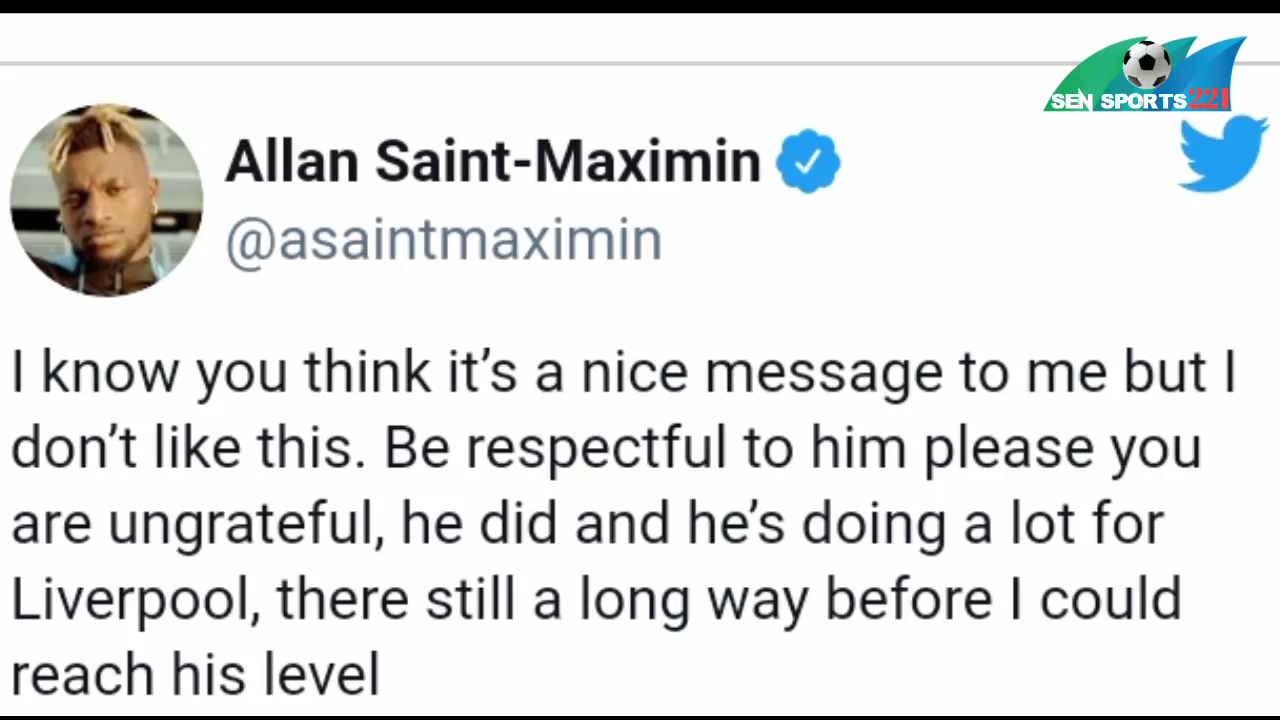 SEN SPORTS221
Allan Saint-Maximin
@asaintmaximin
I know you think it’s a nice message to me but I
don’t like this. Be respectful to him please you
are ungrateful, he did and he’s doing a lot for
Liverpool, there still a long way before I could
reach his level